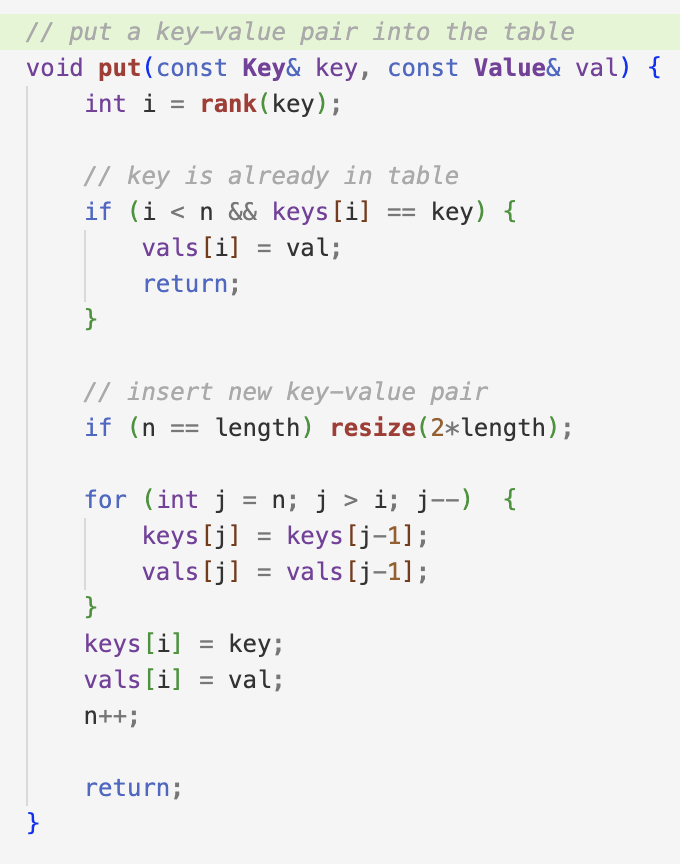 // put a key-value pair into the table
void put(const Key& key, const Value& val) {
    int i = rank(key);
    // key is already in table
    if (i < n && keys[i] == key) {
        vals[i] = val;
        return;
    }
    // insert new key-value pair
    if (n == length) resize(2*length);
    for (int j = n; j > i; j--)  {
        keys[j] = keys[j-1];
        vals[j] = vals[j-1];
    }
    keys[i] = key;
    vals[i] = val;
    n++;
    return;
}